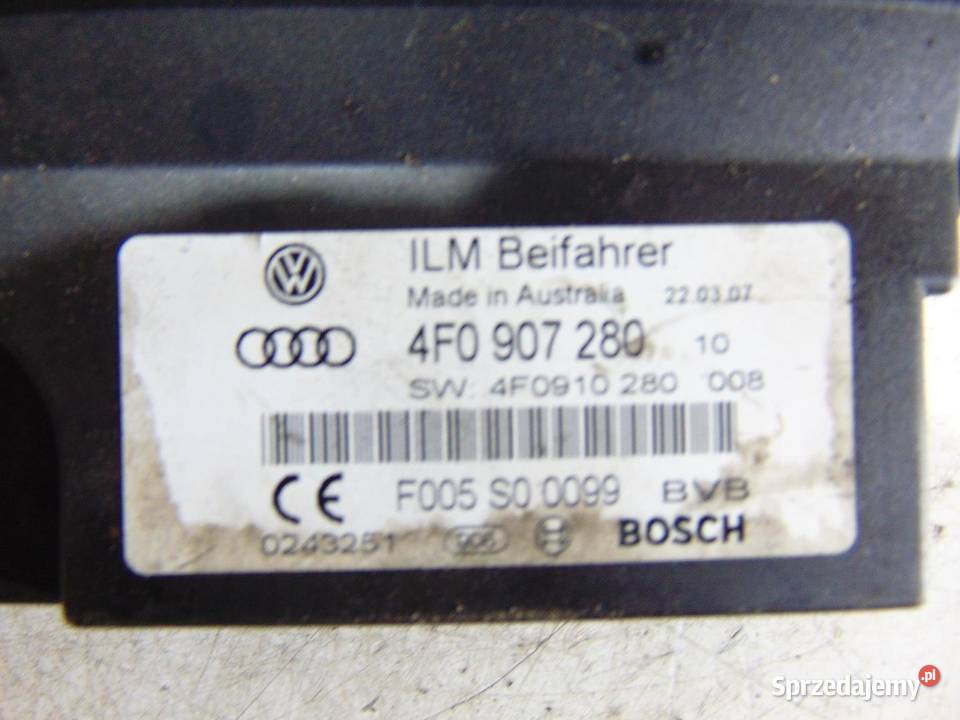 ILM Beifahrer
Made in Australia 22.03.07
4F0 907 280 10
SW: 4F0910 280 008
CE F005 S0 0099 BVB
0243251 BOSCH
Sprzedajemy.pl